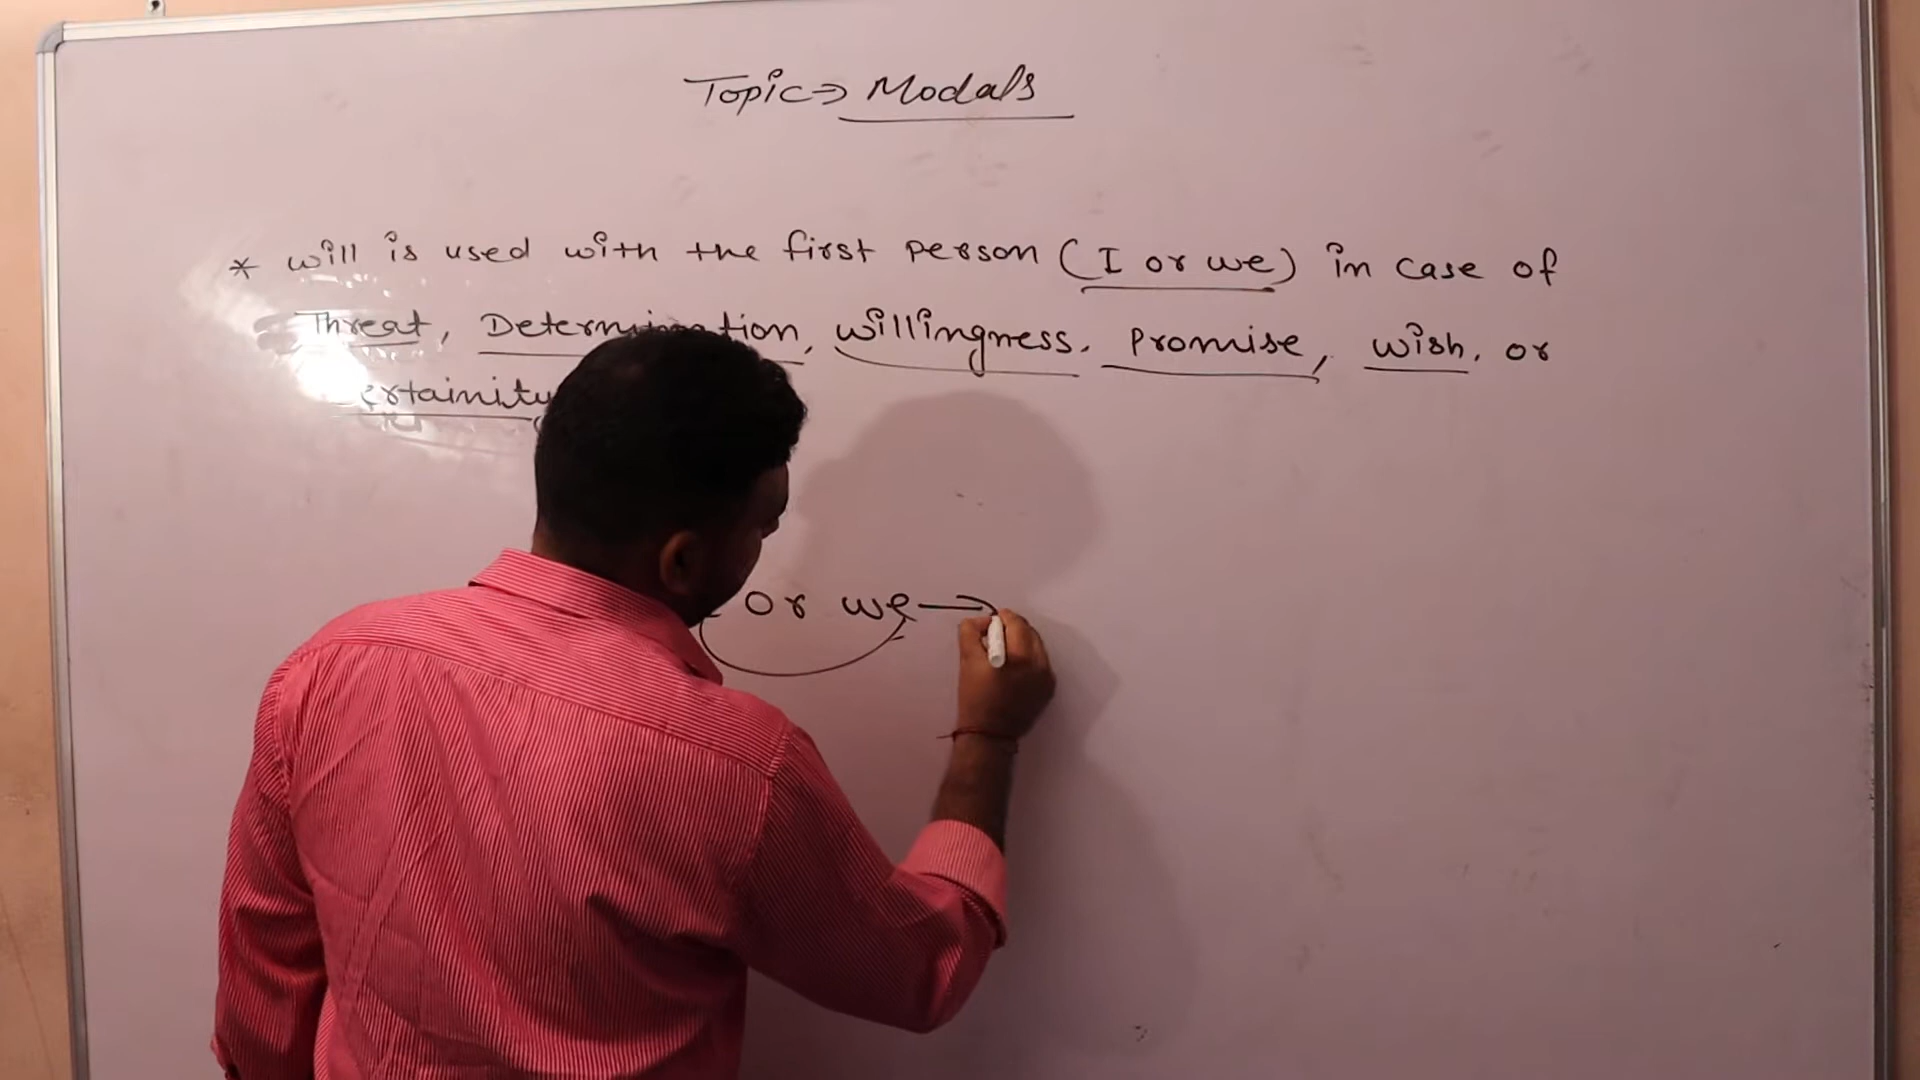 Topic⇒ Modals
* will is used with the first person (I or we) in case of
Threat, Determination, willingness, Promise, wish, or
ertainity
or we →